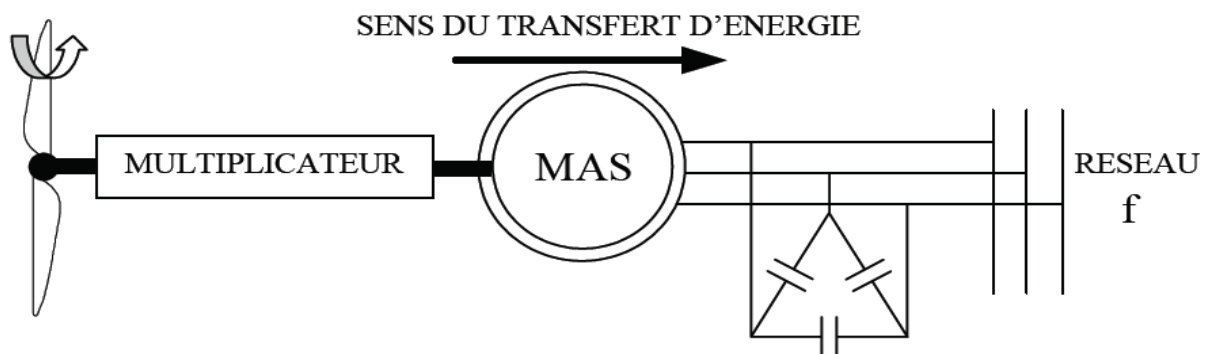 SENS DU TRANSFERT D'ENERGIE
MULTIPLICATEUR
MAS
RESEAU
f